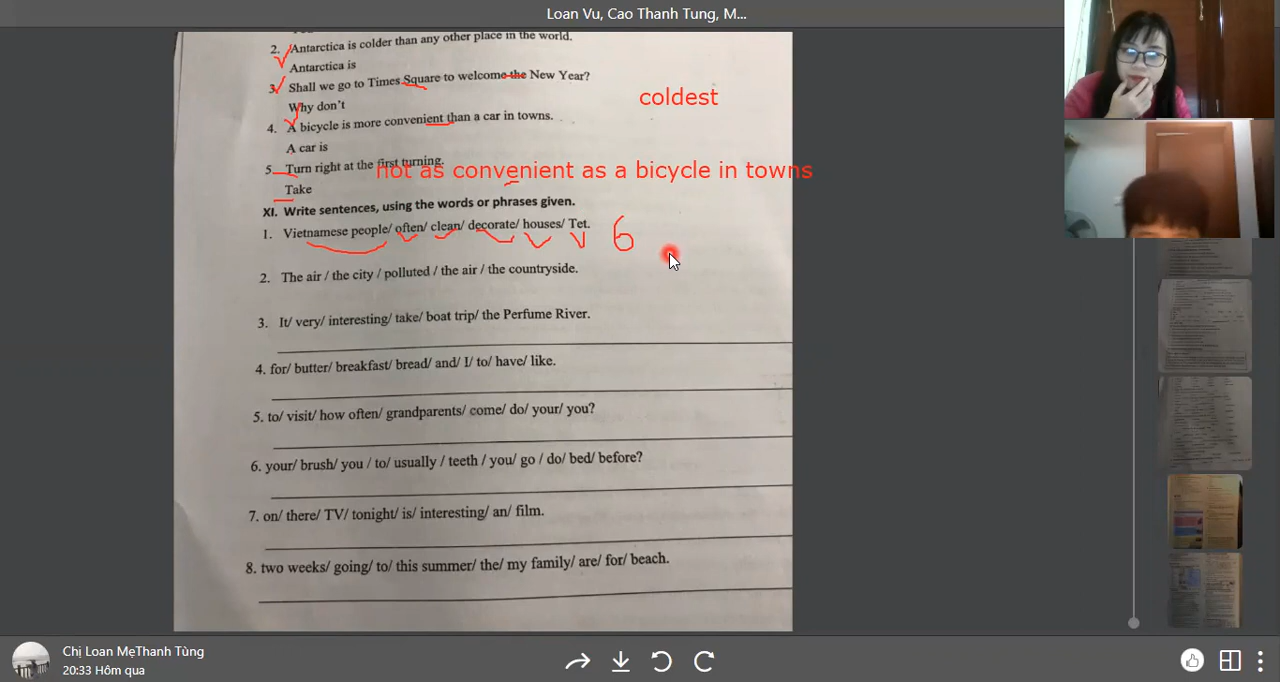 Loan Vu, Cao Thanh Tung, M...
2. Antarctica is colder than any other place in the world.
Antarctica is
3. Shall we go to Times Square to welcome the New Year?
coldest
Why don't
4. A bicycle is more convenient than a car in towns.
A car is
not as convenient as a bicycle in towns
5. Turn right at the first turning.
Take
XI. Write sentences, using the words or phrases given.
1. Vietnamese people/ often/ clean/ decorate/ houses/ Tet.
6
2. The air / the city / polluted / the air / the countryside.
3. It/ very/ interesting/ take/ boat trip/ the Perfume River.
4. for/ butter/ breakfast/ bread/ and/ I/ to/ have/ like.
5. to/ visit/ how often/ grandparents/ come/ do/ your/ you?
6. your/ brush/ you / to/ usually / teeth / you/ go / do/ bed/ before?
7. on/ there/ TV/ tonight/ is/ interesting/ an/ film.
8. two weeks/ going/ to/ this summer/ the/ my family/ are/ for/ beach.
Chị Loan MẹThanh Tùng
20:33 Hôm qua